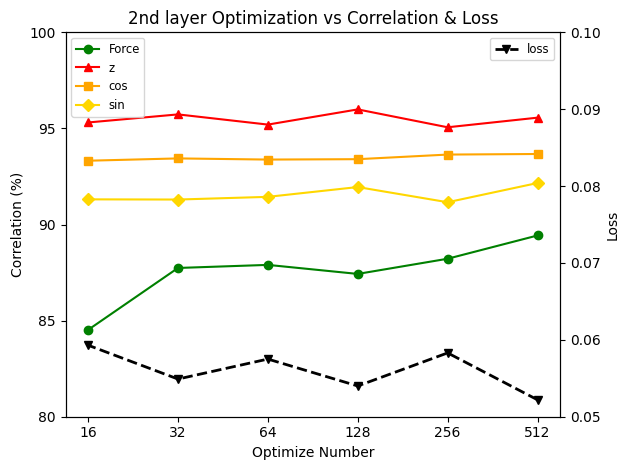 2nd layer Optimization vs Correlation & Loss
100
95
90
85
80
Correlation (%)
Force
z
cos
sin
loss
0.10
0.09
0.08
0.07
0.06
0.05
Loss
16 32 64 128 256 512
Optimize Number